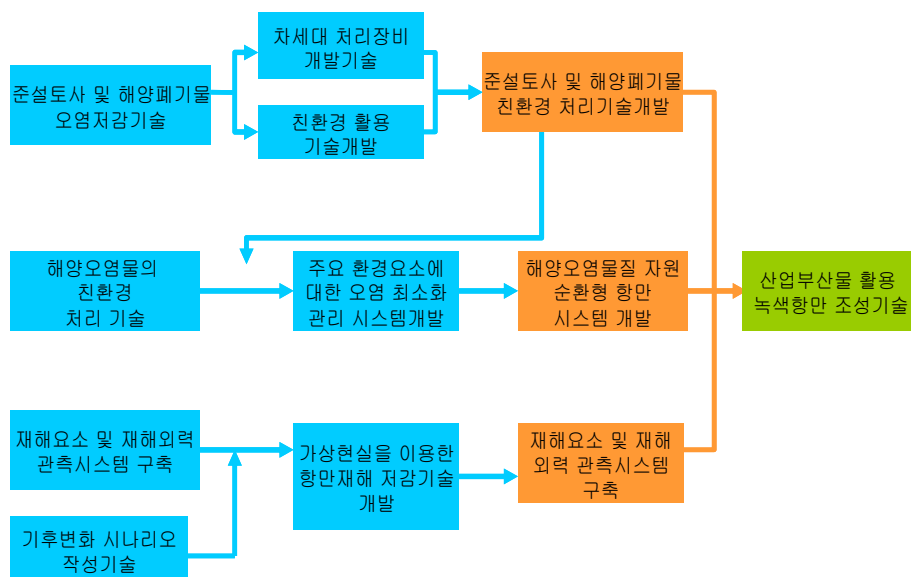 차세대 처리장비
개발기술
준설토사 및 해양폐기물
오염저감기술
친환경 활용
기술개발
준설토사 및 해양폐기물
친환경 처리기술개발
해양오염물의
친환경
처리 기술
주요 환경요소에
대한 오염 최소화
관리 시스템개발
해양오염물질 자원
순환형 항만
시스템 개발
산업부산물 활용
녹색항만 조성기술
재해요소 및 재해외력
관측시스템 구축
가상현실을 이용한
항만재해 저감기술
개발
재해요소 및 재해
외력 관측시스템
구축
기후변화 시나리오
작성기술